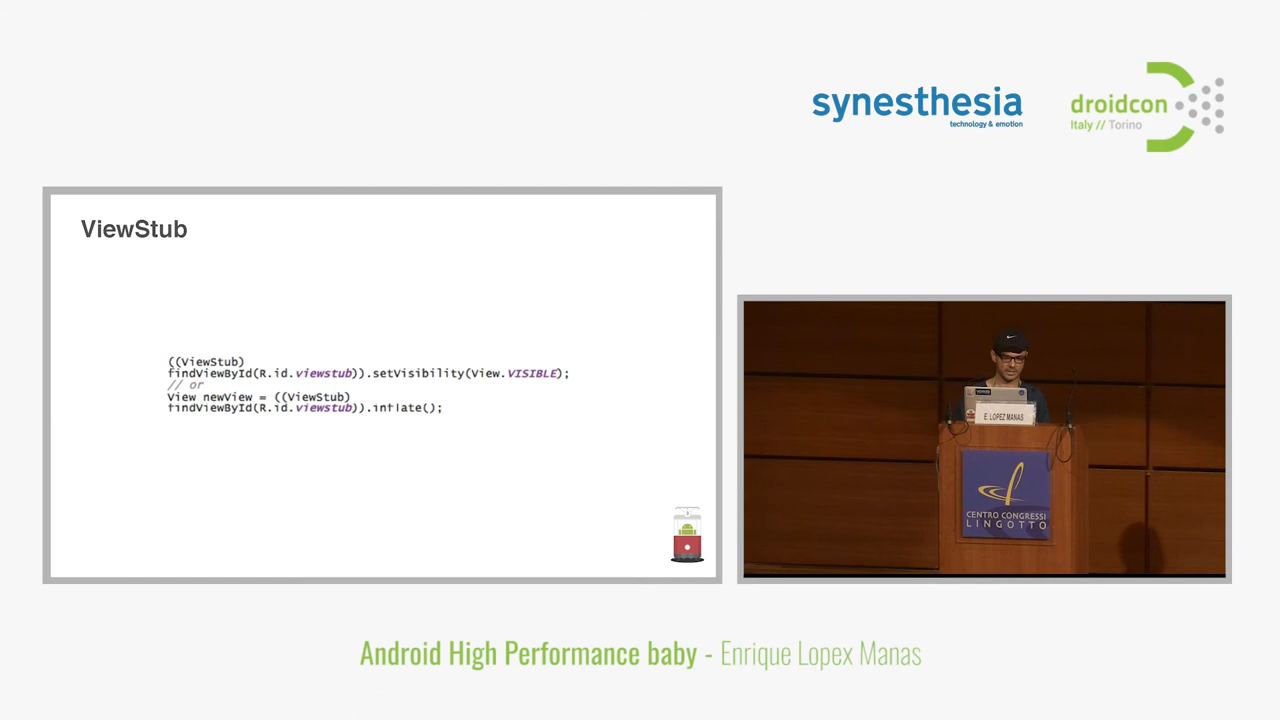 synesthesia
technology & emotion
droidcon
Italy // Torino
ViewStub
((ViewStub)
findViewById(R.id.viewstub)).setVisibility(View.VISIBLE);
// or
View newView = ((ViewStub)
findViewById(R.id.viewstub)).inflate();
E. LOPEZ MANAS
CENTRO CONGRESSI
LINGOTTO
Android High Performance baby - Enrique Lopex Manas